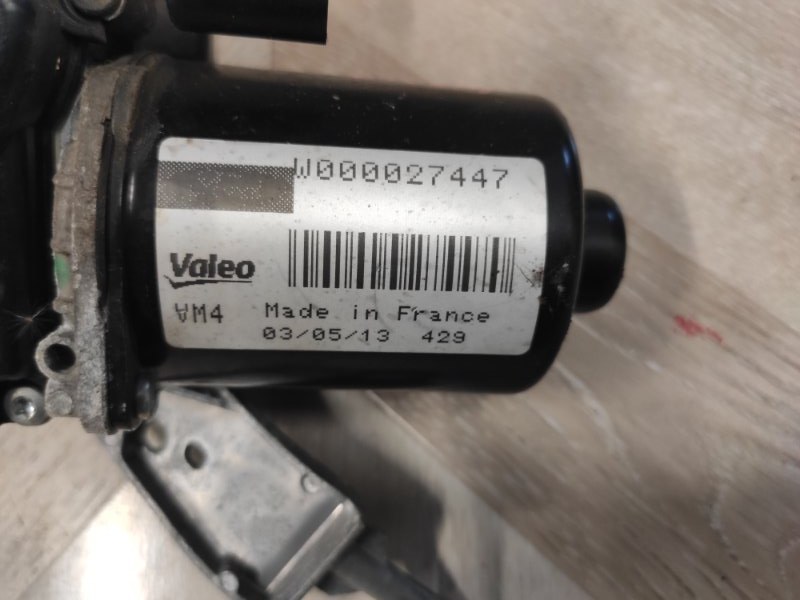 W000027447
Valeo
VM4 Made in France
03/05/13 429